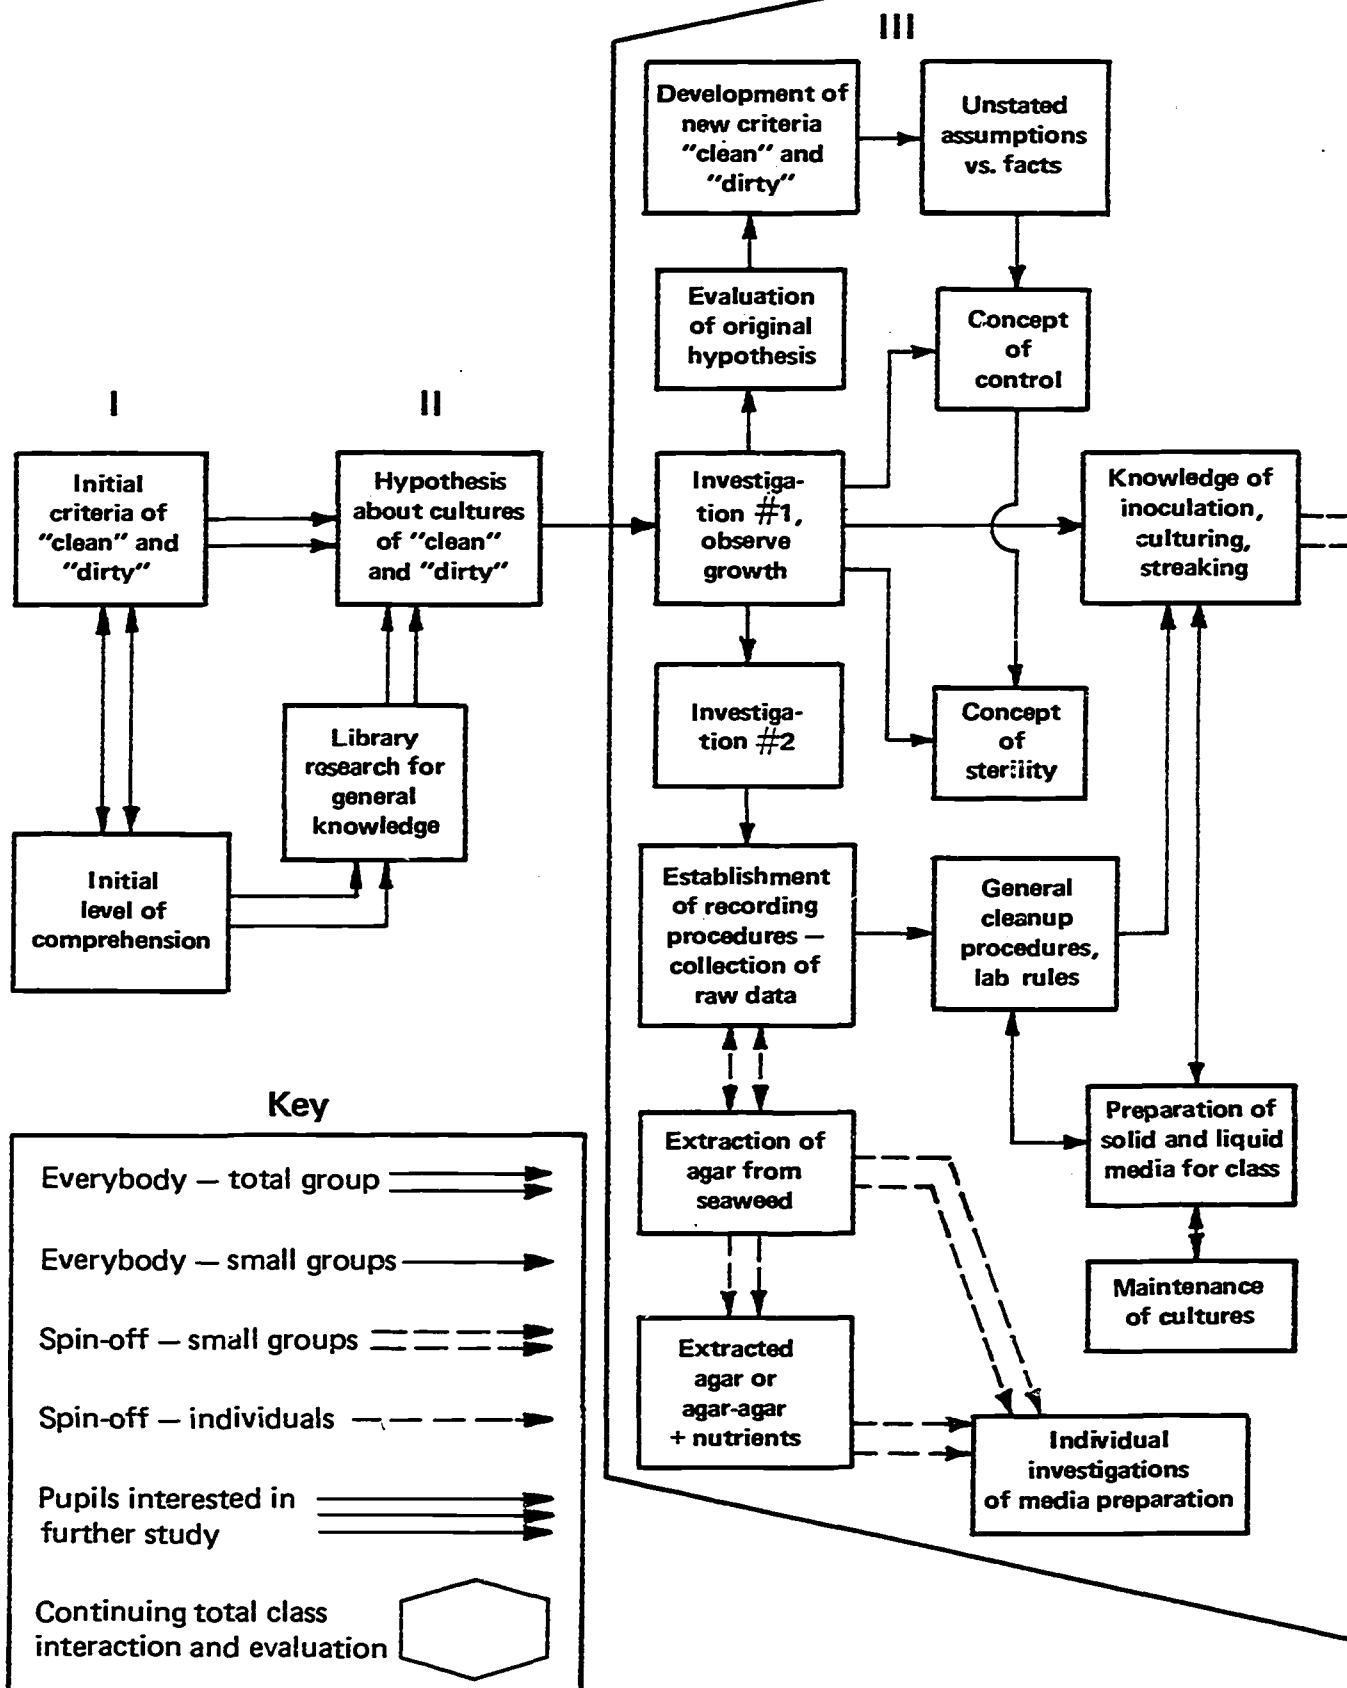 I
Initial
criteria of
"clean" and
"dirty"
Initial
level of
comprehension
II
Hypothesis
about cultures
of "clean"
and "dirty"
Library
research for
general
knowledge
III
Development of
new criteria
"clean" and
"dirty"
Unstated
assumptions
vs. facts
Evaluation
of original
hypothesis
Concept
of
control
Investiga-
tion #1,
observe
growth
Knowledge of
inoculation,
culturing,
streaking
Investiga-
tion #2
Concept
of
sterility
Establishment
of recording
procedures —
collection of
raw data
General
cleanup
procedures,
lab rules
Extraction of
agar from
seaweed
Preparation of
solid and liquid
media for class
Maintenance
of cultures
Extracted
agar or
agar-agar
+ nutrients
Individual
investigations
of media preparation
Key
Everybody — total group
Everybody — small groups
Spin-off — small groups
Spin-off — individuals
Pupils interested in
further study
Continuing total class
interaction and evaluation